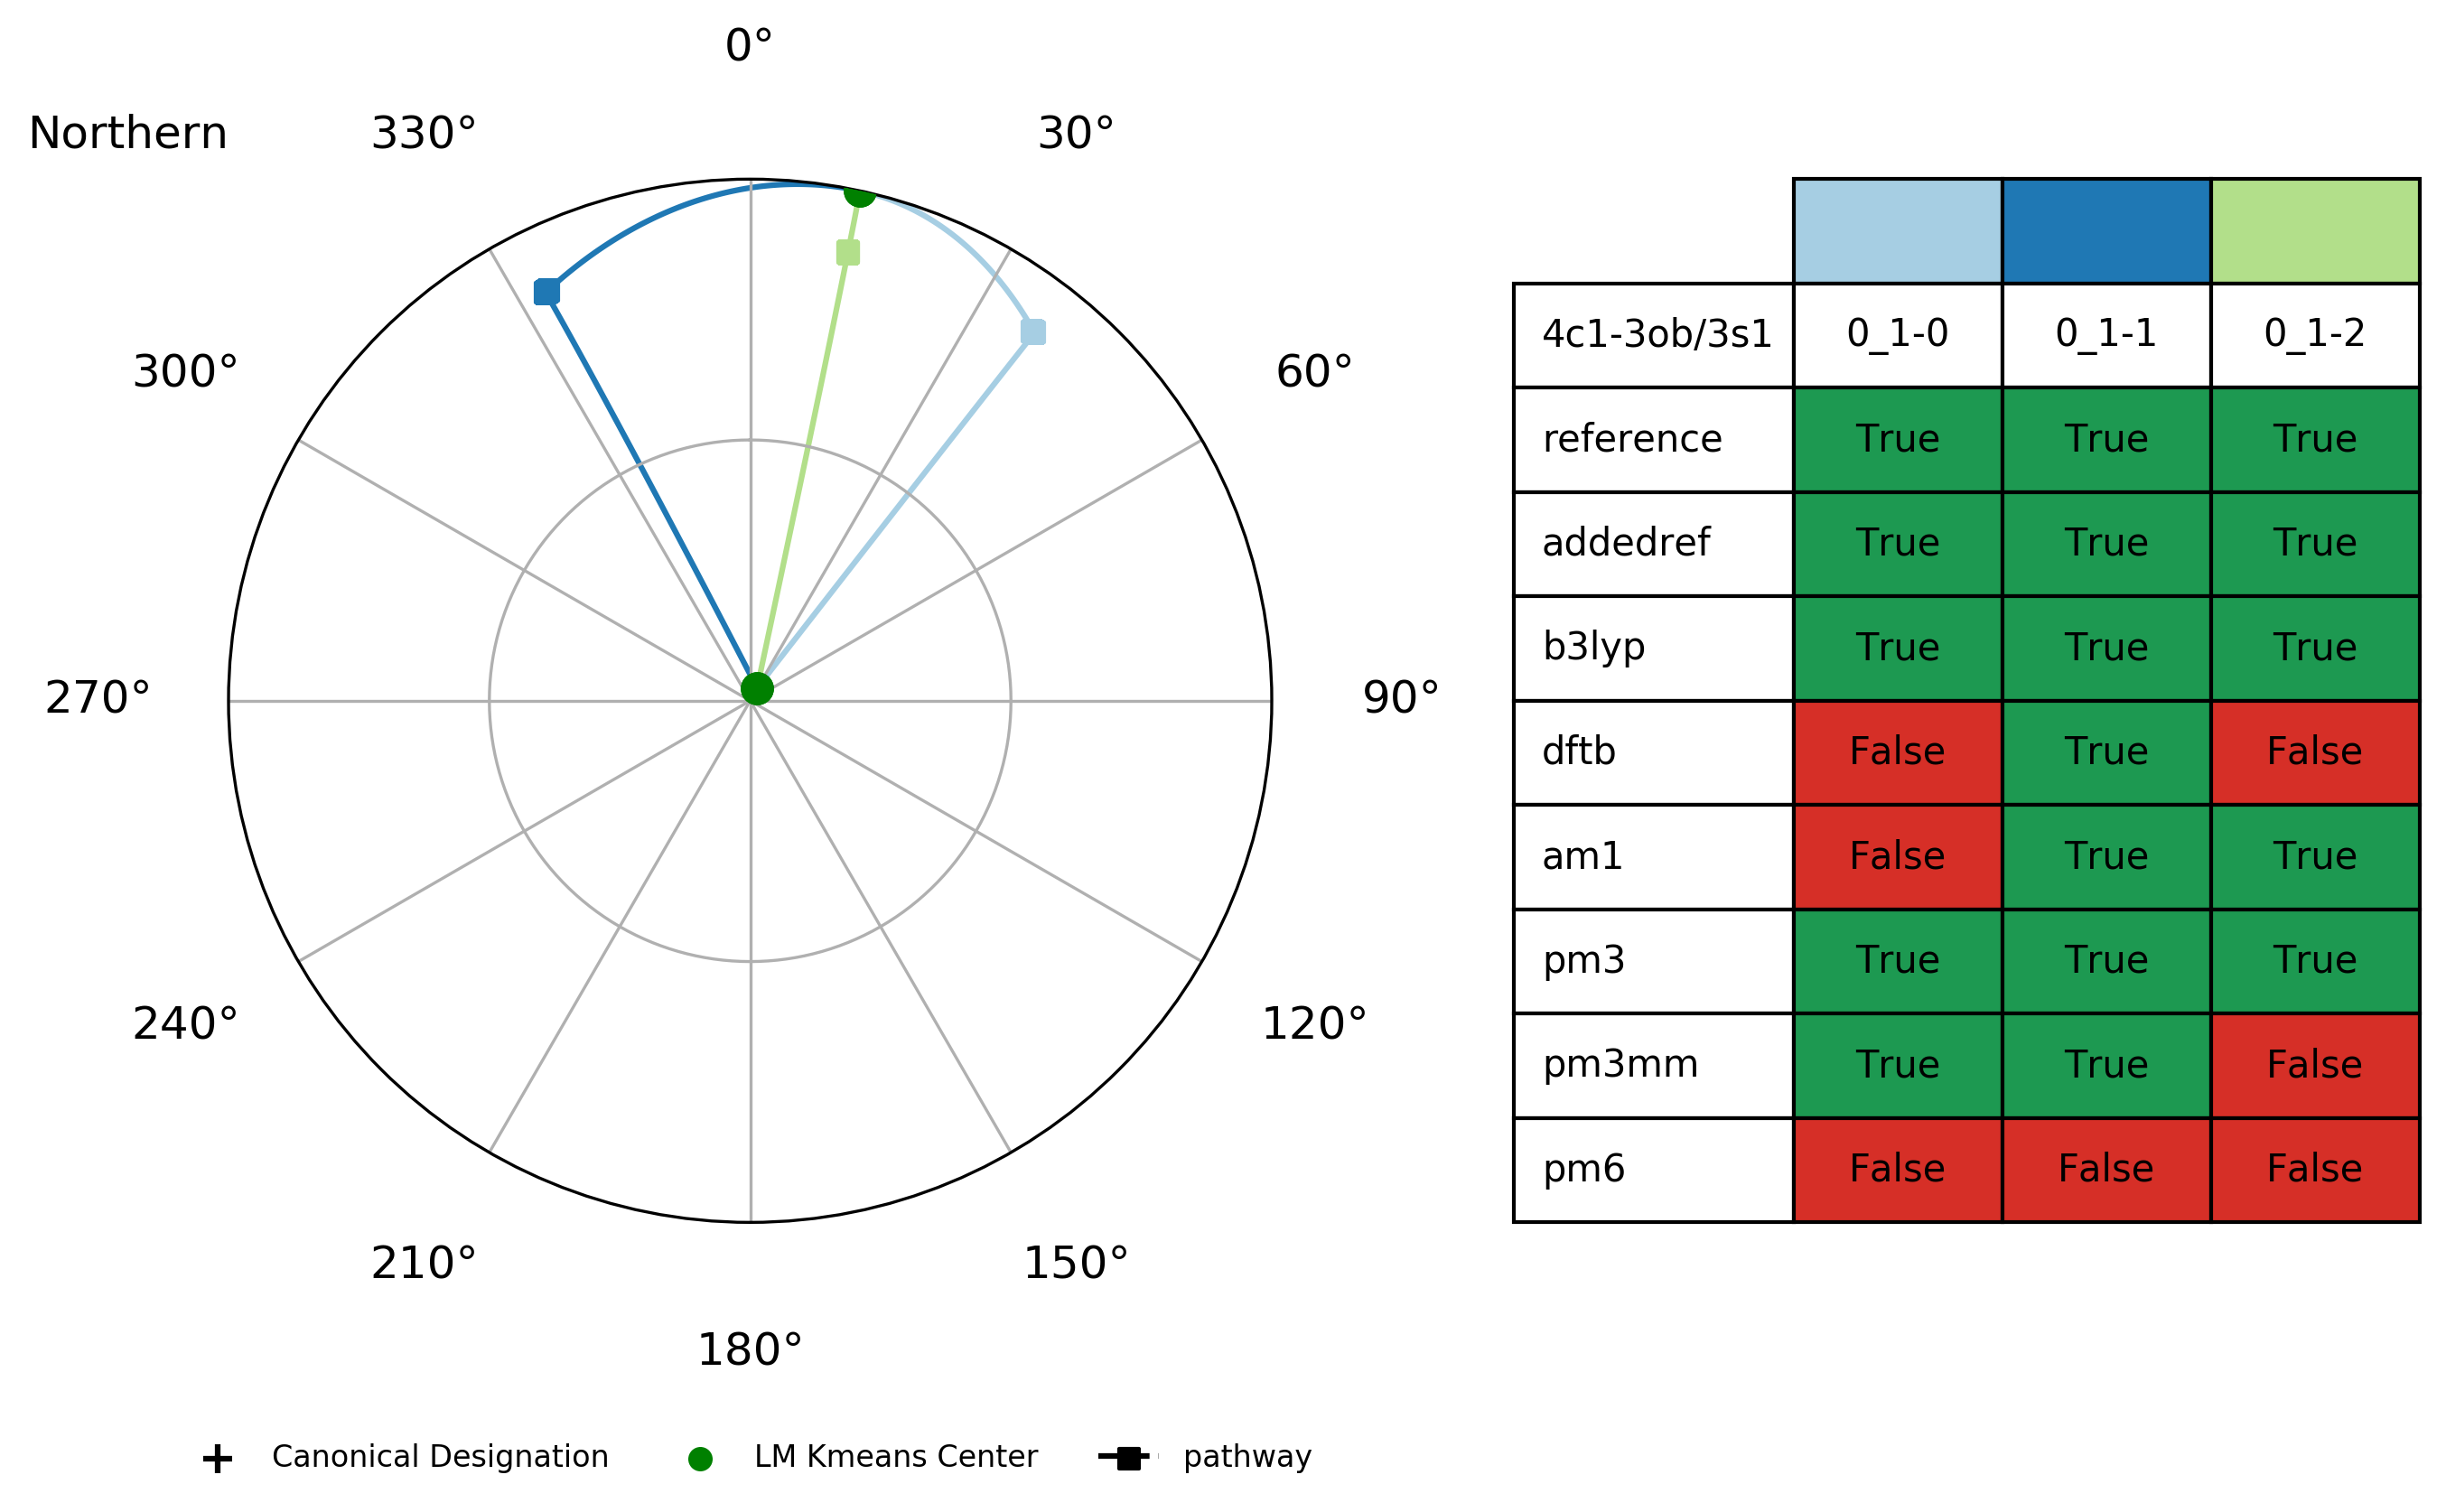 0°
Northern
330°
30°
300°
60°
270°
90°
240°
120°
210°
150°
180°
4c1-3ob/3s1 0_1-0 0_1-1 0_1-2
reference True True True
addedref True True True
b3lyp True True True
dftb False True False
am1 False True True
pm3 True True True
pm3mm True True False
pm6 False False False
Canonical Designation LM Kmeans Center pathway